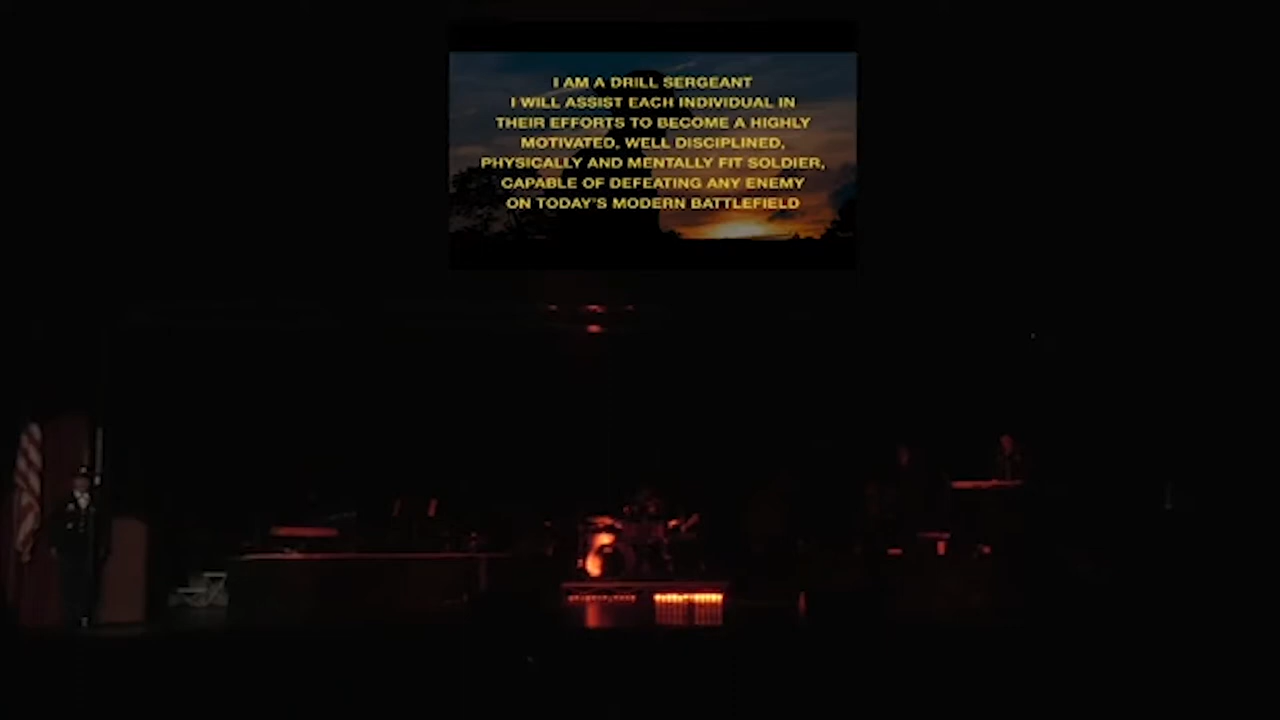 I AM A DRILL SERGEANT
I WILL ASSIST EACH INDIVIDUAL IN
THEIR EFFORTS TO BECOME A HIGHLY
MOTIVATED, WELL DISCIPLINED,
PHYSICALLY AND MENTALLY FIT SOLDIER,
CAPABLE OF DEFEATING ANY ENEMY
ON TODAY'S MODERN BATTLEFIELD